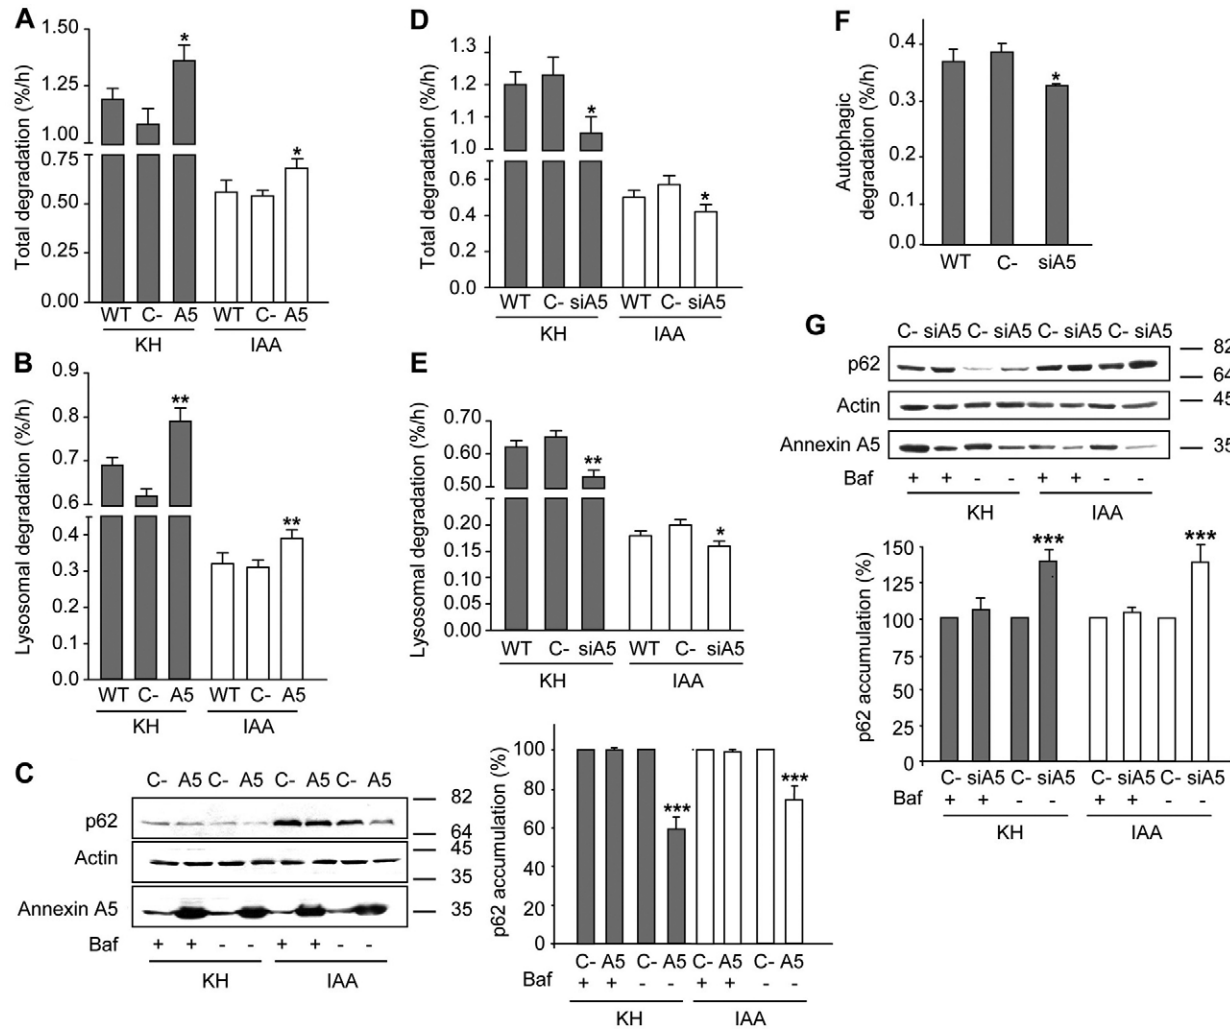 A
Total degradation (%/h)
1.50
1.25
1.00
0.75
0.50
0.25
0.00
*
*
WT C- A5 WT C- A5
KH IAA
B
Lysosomal degradation (%/h)
0.9
0.8
0.7
0.6
0.4
0.3
0.2
0.1
0.0
**
**
WT C- A5 WT C- A5
KH IAA
C
C- A5 C- A5 C- A5 C- A5
p62
82
64
Actin
45
35
Annexin A5
35
Baf + + - - + + - -
KH IAA
p62 accumulation (%)
100
80
60
40
20
0
***
***
C- A5 C- A5 C- A5 C- A5
Baf + + - - + + - -
KH IAA
D
Total degradation (%/h)
1.3
1.2
1.1
1.0
0.6
0.4
0.2
0.0
*
*
WT C- siA5 WT C- siA5
KH IAA
E
Lysosomal degradation (%/h)
0.70
0.60
0.50
0.20
0.15
0.10
0.05
0.00
**
*
WT C- siA5 WT C- siA5
KH IAA
F
Autophagic
degradation (%/h)
0.4
0.3
0.2
0.1
0.0
*
WT C- siA5
G
C- siA5 C- siA5 C- siA5 C- siA5
p62
82
64
Actin
45
Annexin A5
35
Baf + + - - + + - -
KH IAA
p62 accumulation (%)
150
100
75
50
25
0
***
***
C- siA5 C- siA5 C- siA5 C- siA5
Baf + + - - + + - -
KH IAA